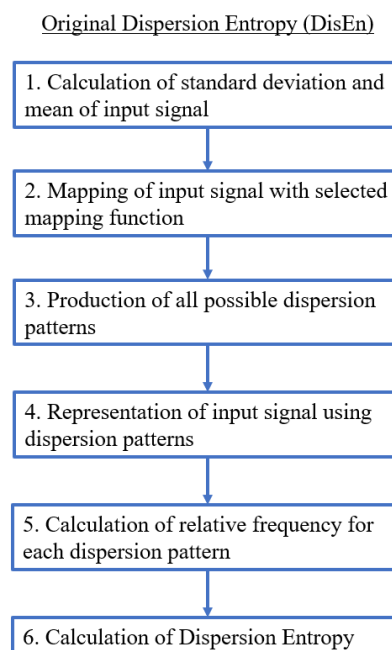 Original Dispersion Entropy (DisEn)
1. Calculation of standard deviation and
mean of input signal
2. Mapping of input signal with selected
mapping function
3. Production of all possible dispersion
patterns
4. Representation of input signal using
dispersion patterns
5. Calculation of relative frequency for
each dispersion pattern
6. Calculation of Dispersion Entropy